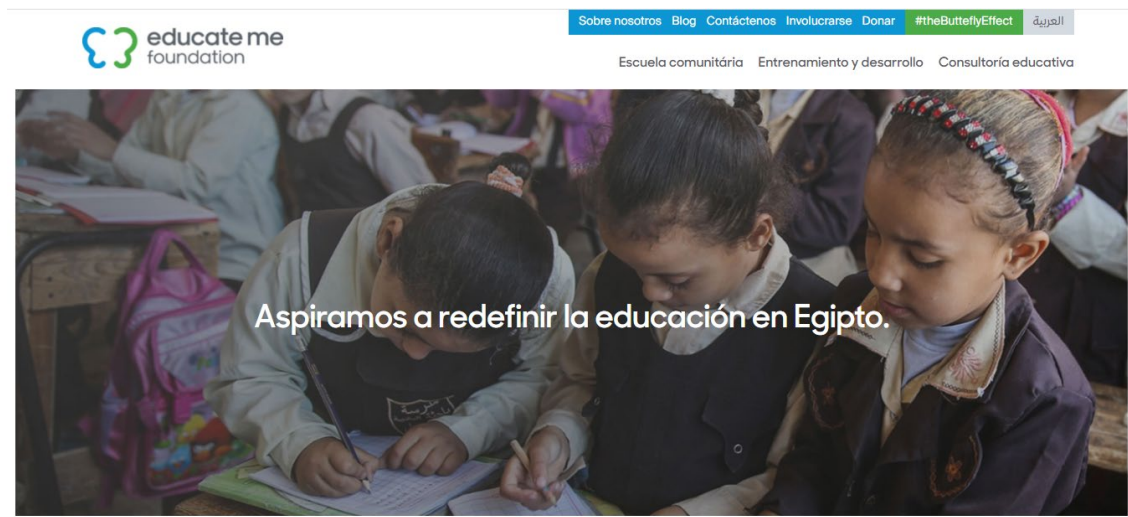 educate me
foundation
Sobre nosotros Blog Contáctenos Involucrarse Donar #theButteflyEffect العربية
Escuela comunitária Entrenamiento y desarrollo Consultoría educativa
Aspiramos a redefinir la educación en Egipto.